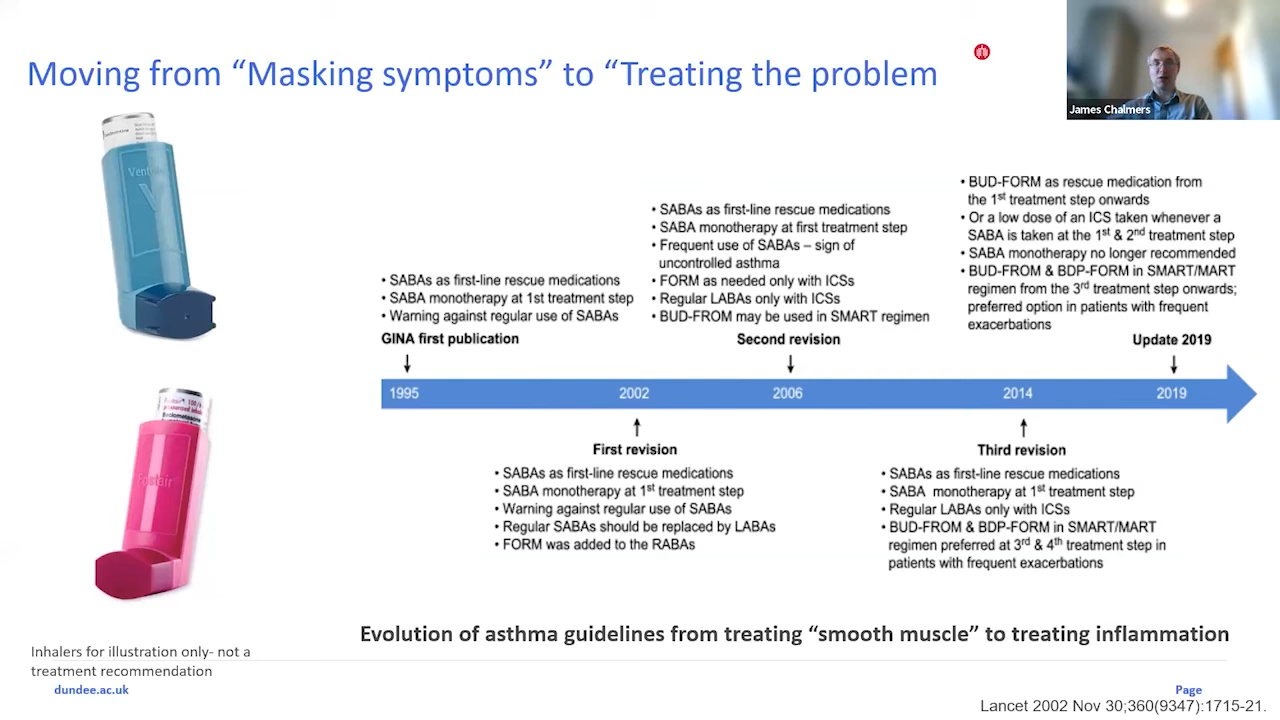 Moving from “Masking symptoms” to “Treating the problem
James Chalmers
Ventolin
Fostair
• SABAs as first-line rescue medications
• SABA monotherapy at 1st treatment step
• Warning against regular use of SABAs
GINA first publication
• SABAs as first-line rescue medications
• SABA monotherapy at first treatment step
• Frequent use of SABAs – sign of
uncontrolled asthma
• FORM as needed only with ICSs
• Regular LABAs only with ICSs
• BUD-FROM may be used in SMART regimen
Second revision
• BUD-FORM as rescue medication from
the 1st treatment step onwards
• Or a low dose of an ICS taken whenever a
SABA is taken at the 1st & 2nd treatment step
• SABA monotherapy no longer recommended
• BUD-FROM & BDP-FORM in SMART/MART
regimen from the 3rd treatment step onwards;
preferred option in patients with frequent
exacerbations
Update 2019
1995 2002 2006 2014 2019
First revision
• SABAs as first-line rescue medications
• SABA monotherapy at 1st treatment step
• Warning against regular use of SABAs
• Regular SABAs should be replaced by LABAs
• FORM was added to the RABAs
Third revision
• SABAs as first-line rescue medications
• SABA monotherapy at 1st treatment step
• Regular LABAs only with ICSs
• BUD-FROM & BDP-FORM in SMART/MART
regimen preferred at 3rd & 4th treatment step in
patients with frequent exacerbations
Evolution of asthma guidelines from treating “smooth muscle” to treating inflammation
Inhalers for illustration only- not a
treatment recommendation
dundee.ac.uk
Page
Lancet 2002 Nov 30;360(9347):1715-21.